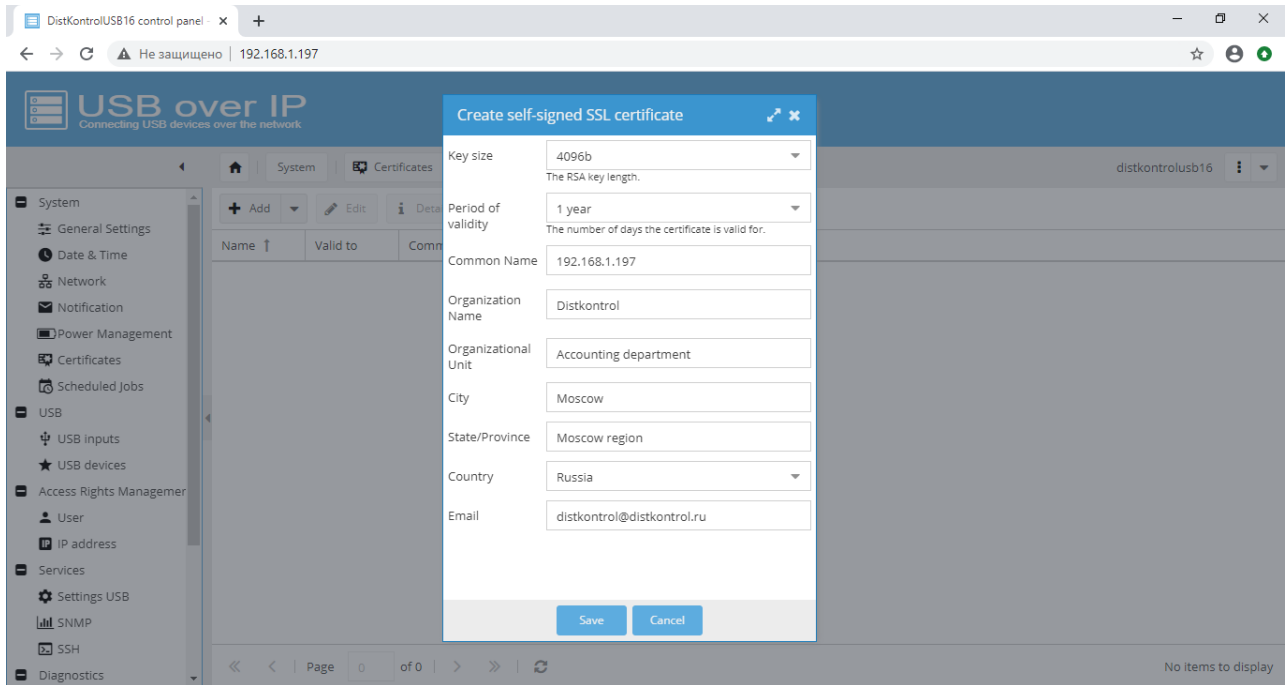 DistKontrolUSB16 control panel -
Не защищено | 192.168.1.197
USB over IP
Connecting USB devices over the network
System
Certificates
distkontrolusb16
System
General Settings
Date & Time
Network
Notification
Power Management
Certificates
Scheduled Jobs
USB
USB inputs
USB devices
Access Rights Managemer
User
IP address
Services
Settings USB
SNMP
SSH
Diagnostics
Add
Edit
Deta
Name
Valid to
Comm
Create self-signed SSL certificate
Key size
4096b
The RSA key length.
Period of
validity
1 year
The number of days the certificate is valid for.
Common Name
192.168.1.197
Organization
Name
Distkontrol
Organizational
Unit
Accounting department
City
Moscow
State/Province
Moscow region
Country
Russia
Email
distkontrol@distkontrol.ru
Save
Cancel
Page 0 of 0
No items to display